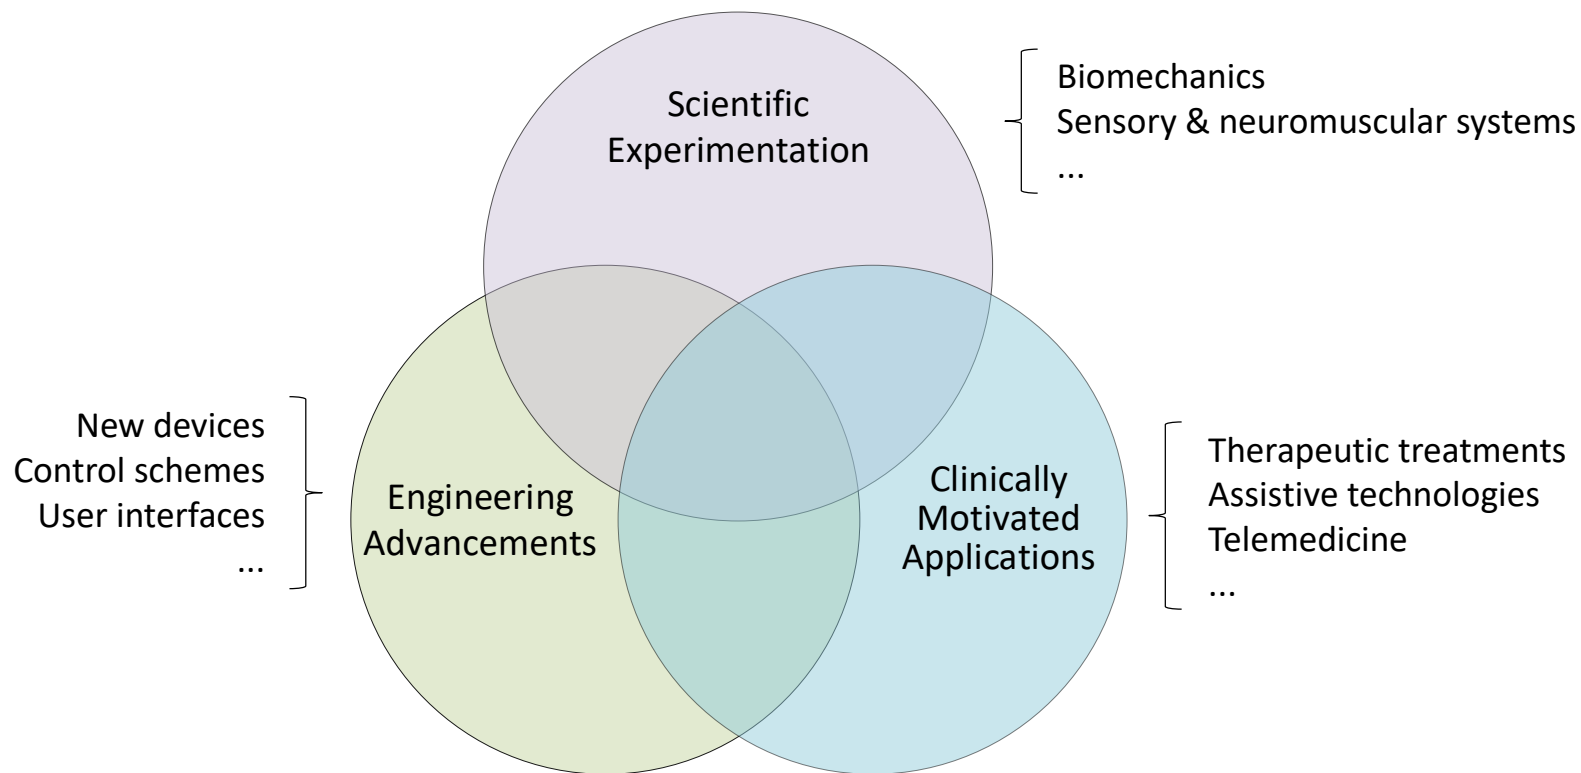 Scientific
Experimentation
Biomechanics
Sensory & neuromuscular systems
...
New devices
Control schemes
User interfaces
...
Engineering
Advancements
Clinically
Motivated
Applications
Therapeutic treatments
Assistive technologies
Telemedicine
...